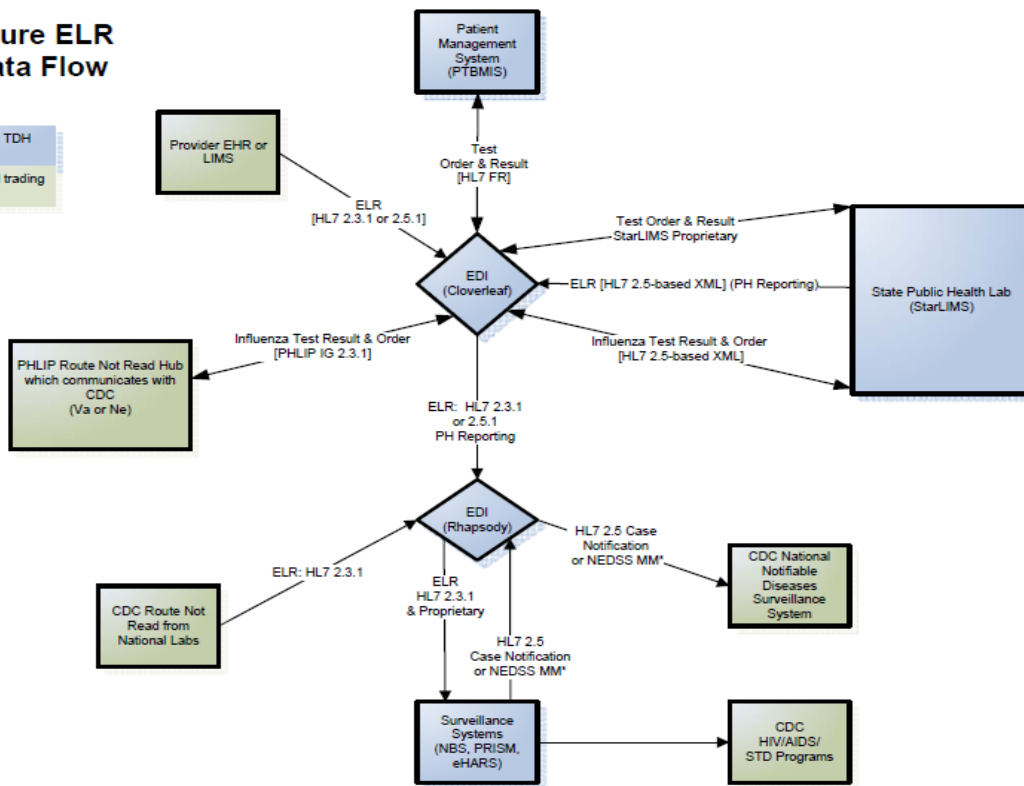 ure ELR
ata Flow
TDH
trading
Patient
Management
System
(PTBMIS)
Provider EHR or
LIMS
Test
Order & Result
[HL7 FR]
ELR
[HL7 2.3.1 or 2.5.1]
Test Order & Result
StarLIMS Proprietary
EDI
(Cloverleaf)
ELR [HL7 2.5-based XML] (PH Reporting)
State Public Health Lab
(StarLIMS)
Influenza Test Result & Order
[PHLIP IG 2.3.1]
Influenza Test Result & Order
[HL7 2.5-based XML]
PHLIP Route Not Read Hub
which communicates with
CDC
(Va or Ne)
ELR: HL7 2.3.1
or 2.5.1
PH Reporting
EDI
(Rhapsody)
HL7 2.5 Case
Notification
or NEDSS MM*
ELR: HL7 2.3.1
ELR
HL7 2.3.1
& Proprietary
CDC National
Notifiable
Diseases
Surveillance
System
CDC Route Not
Read from
National Labs
HL7 2.5
Case Notification
or NEDSS MM*
Surveillance
Systems
(NBS, PRISM,
eHARS)
CDC
HIV/AIDS/
STD Programs